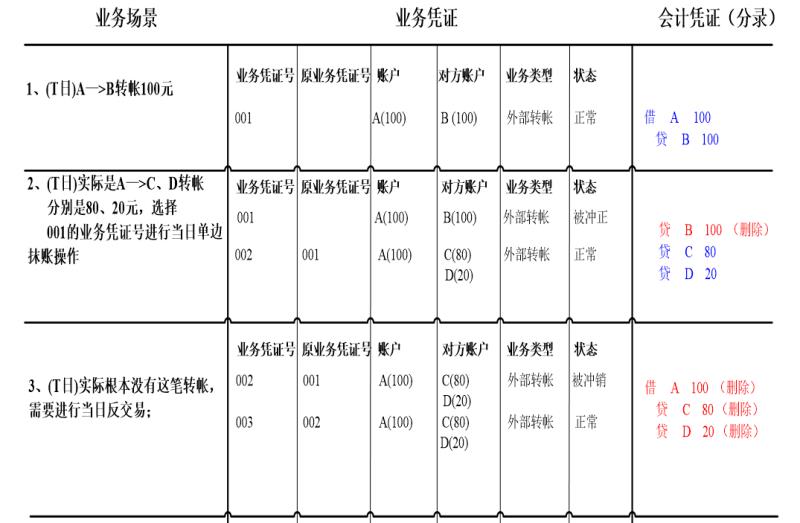 业务场景 业务凭证 会计凭证（分录）
业务凭证号 原业务凭证号 账户 对方账户 业务类型 状态
1、(T日)A—>B转帐100元
001 A(100) B (100) 外部转帐 正常 借 A 100
贷 B 100
2、(T日)实际是A—>C、D转帐 业务凭证号 原业务凭证号 账户 对方账户 业务类型 状态
分别是80、20元，选择 001 A(100) B(100) 外部转帐 被冲正
001的业务凭证号进行当日单边 贷 B 100 （删除）
抹账操作 002 001 A(100) C(80) 外部转帐 正常 贷 C 80
D(20) 贷 D 20
业务凭证号 原业务凭证号 账户 对方账户 业务类型 状态
3、(T日)实际根本没有这笔转帐， 002 001 A(100) C(80) 外部转帐 被冲销 借 A 100 （删除）
需要进行当日反交易； D(20) 贷 C 80 （删除）
003 002 A(100) C(80) 外部转帐 正常 贷 D 20 （删除）
D(20)